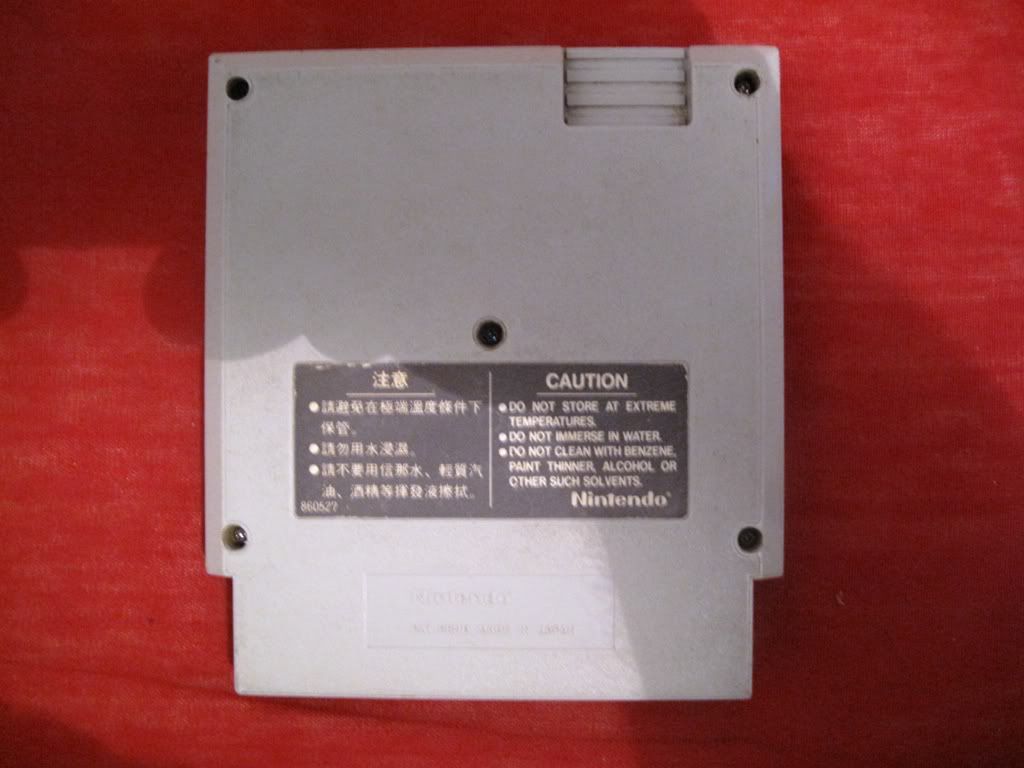 注意
●請避免在極端溫度條件下
保管。
●請勿用水浸濕。
●請不要用信那水、輕質汽
油、酒精等揮發液擦拭。
860527
CAUTION
●DO NOT STORE AT EXTREME
TEMPERATURES.
●DO NOT IMMERSE IN WATER.
●DO NOT CLEAN WITH BENZENE,
PAINT THINNER, ALCOHOL OR
OTHER SUCH SOLVENTS.
Nintendo®
Nintendo
JAPAN